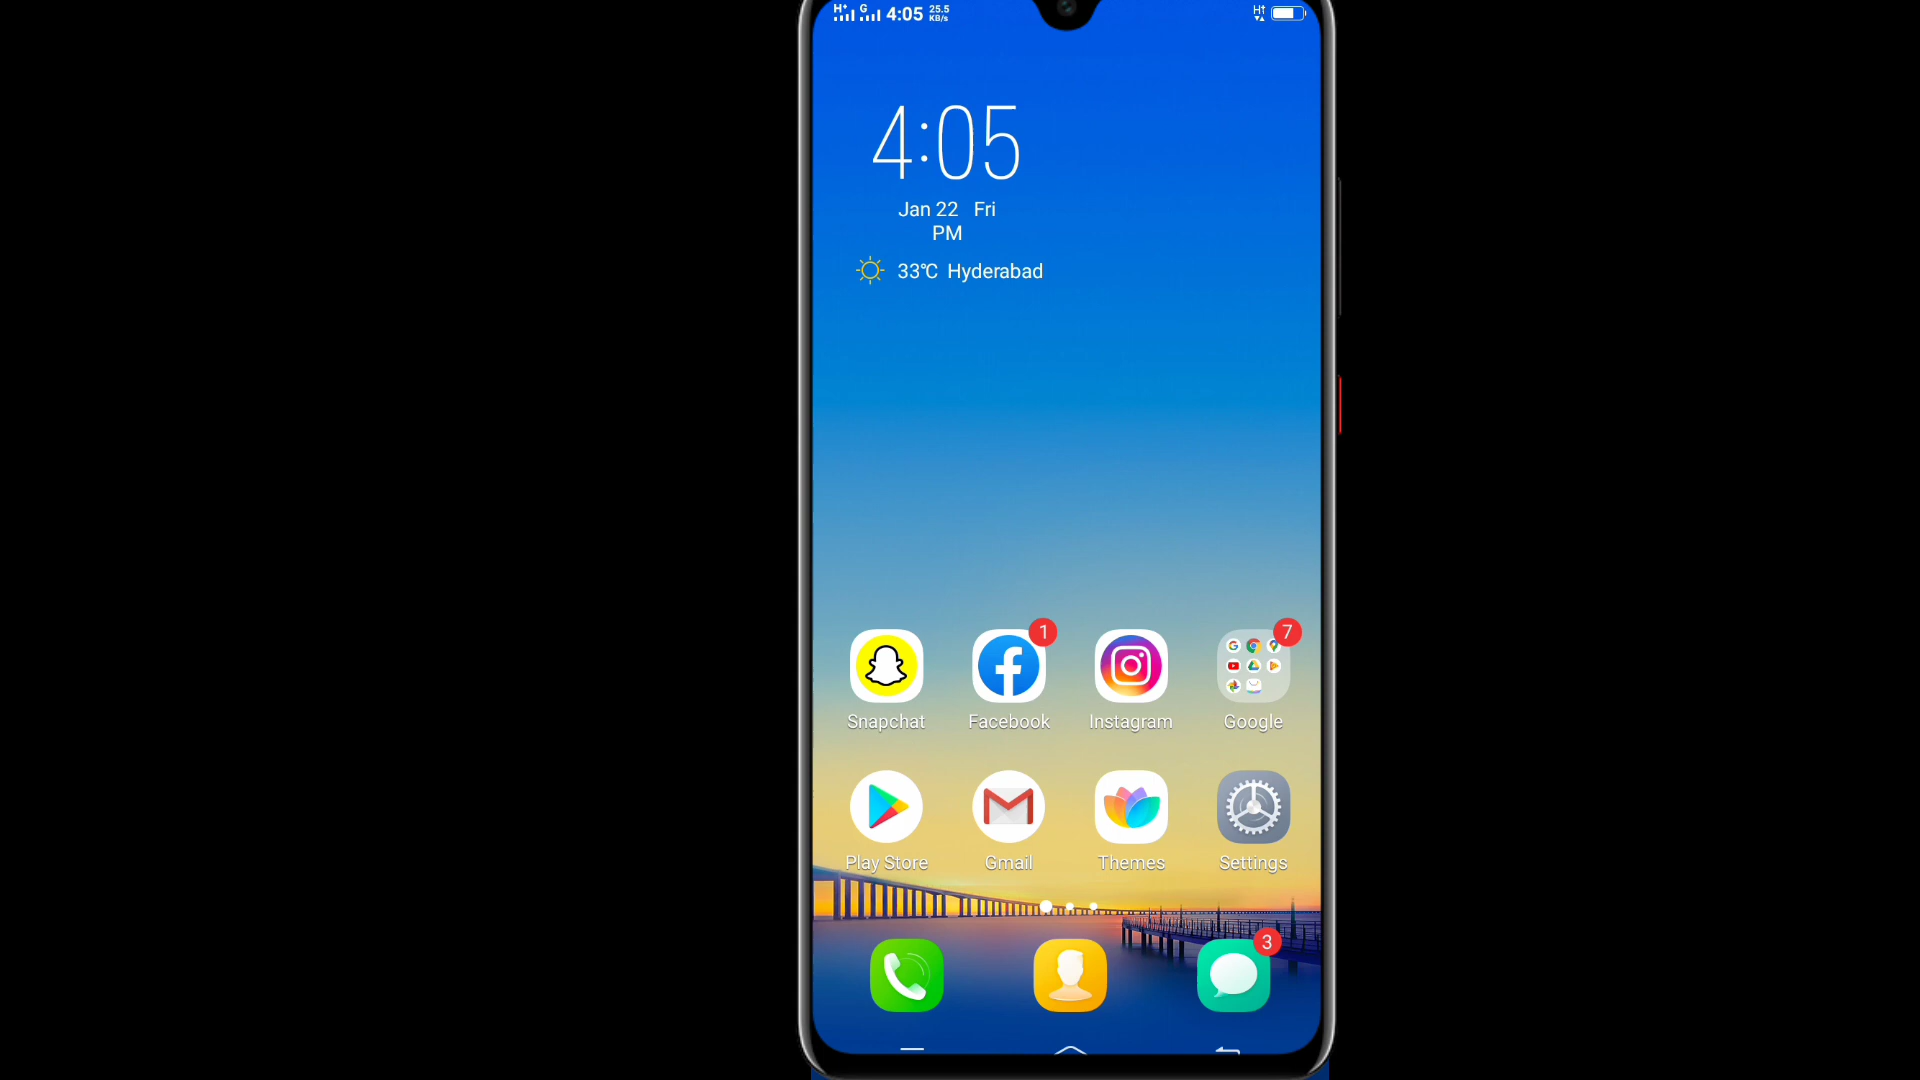 H+ G 4:05 25.5 KB/s H↑
4:05
Jan 22 Fri
PM
33℃ Hyderabad
1
7
Snapchat Facebook Instagram Google
Play Store Gmail Themes Settings
3